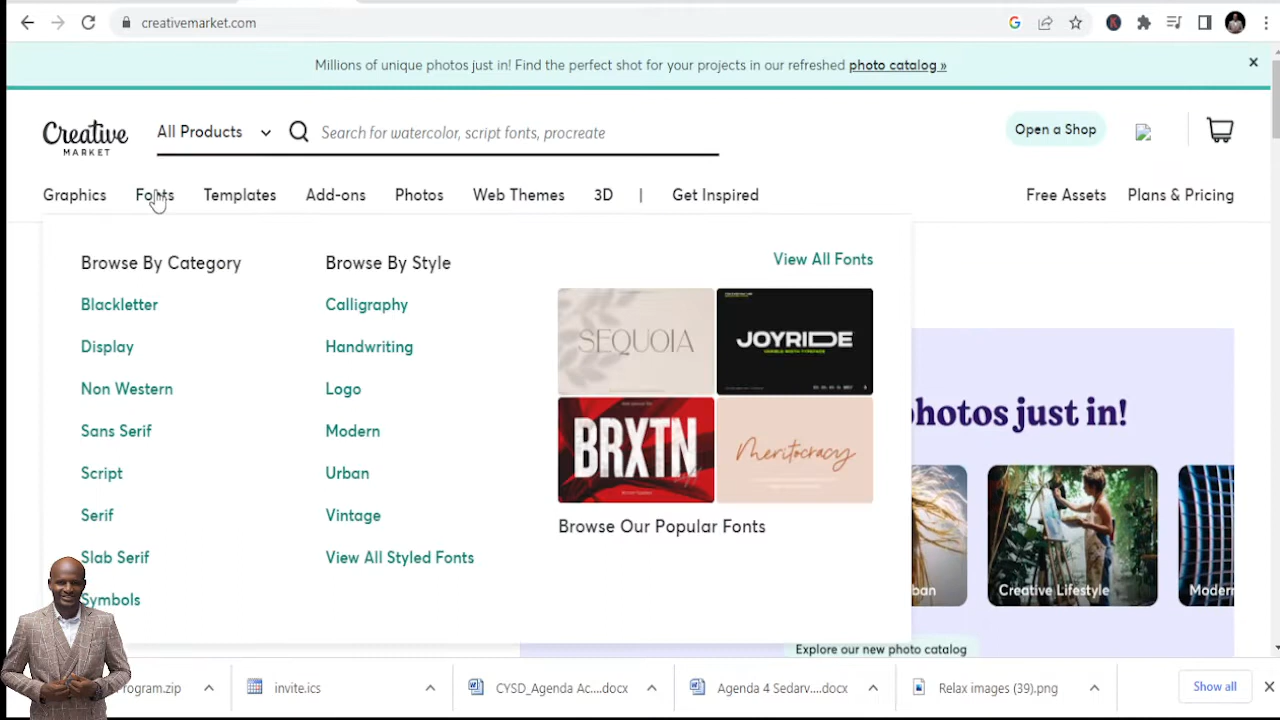 creativemarket.com
Millions of unique photos just in! Find the perfect shot for your projects in our refreshed photo catalog »
Creative
MARKET
All Products
Search for watercolor, script fonts, procreate
Open a Shop
Graphics
Fonts
Templates
Add-ons
Photos
Web Themes
3D
|
Get Inspired
Free Assets
Plans & Pricing
Browse By Category
Blackletter
Display
Non Western
Sans Serif
Script
Serif
Slab Serif
Symbols
Browse By Style
Calligraphy
Handwriting
Logo
Modern
Urban
Vintage
View All Styled Fonts
View All Fonts
SEQUOIA
JOYRIDE
BRXTN
Meritocracy
Browse Our Popular Fonts
photos just in!
Creative Lifestyle
Explore our new photo catalog
rogram.zip
invite.ics
CYSD_Agenda Ac....docx
Agenda 4 Sedarv....docx
Relax images (39).png
Show all